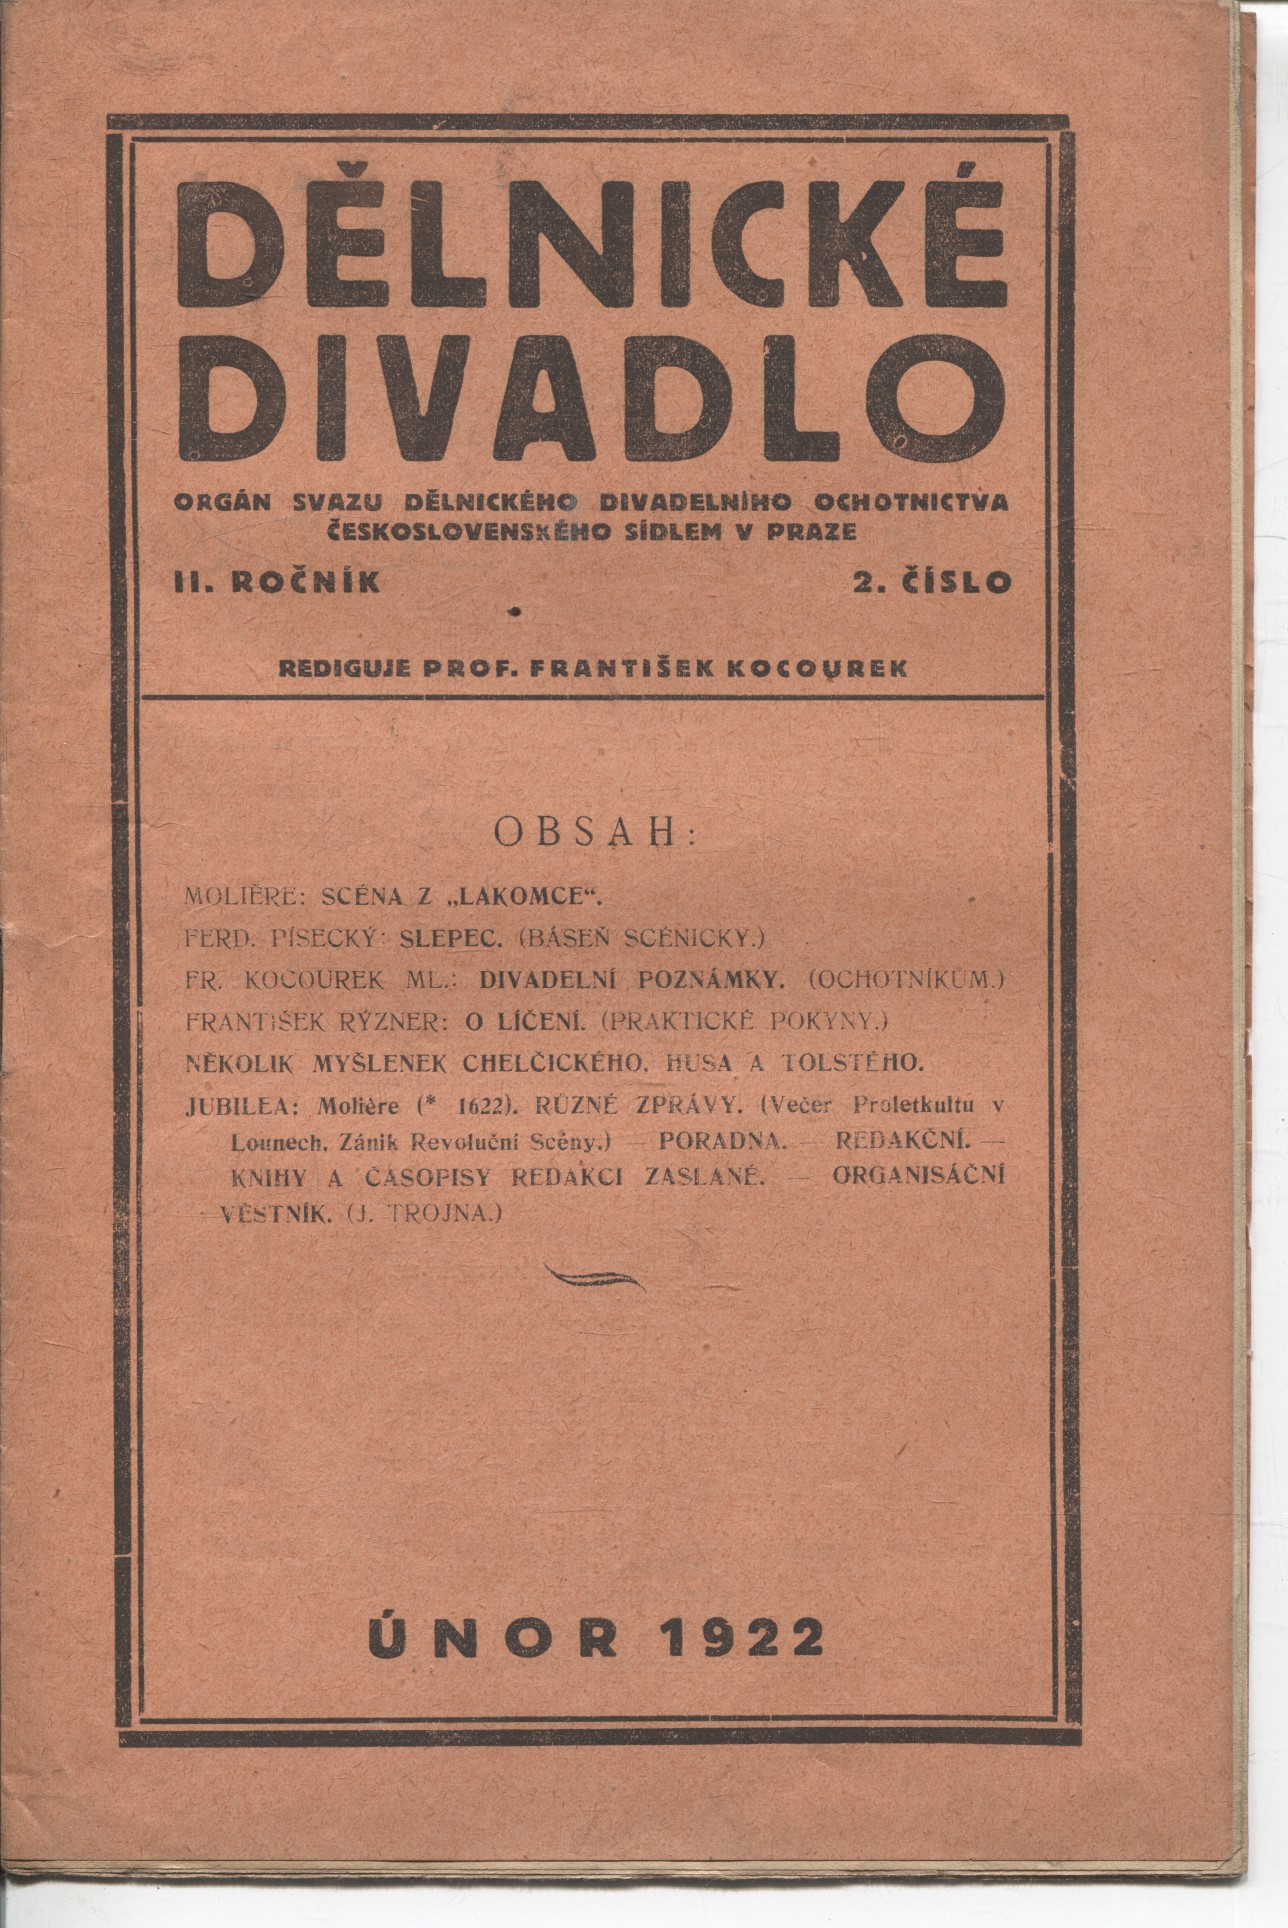 DĚLNICKÉ
DIVADLO
ORGÁN SVAZU DĚLNICKÉHO DIVADELNÍHO OCHOTNICTVA
ČESKOSLOVENSKÉHO SÍDLEM V PRAZE
II. ROČNÍK 2. ČÍSLO
REDIGUJE PROF. FRANTIŠEK KOCOUREK
OBSAH:
MOLIĚRE: SCÉNA Z „LAKOMCE“.
FERD. PÍSECKÝ: SLEPEC. (BÁSEŇ SCÉNICKY.)
FR. KOCOUREK ML.: DIVADELNÍ POZNÁMKY. (OCHOTNÍKŮM.)
FRANTIŠEK RÝZNER: O LÍČENÍ. (PRAKTICKÉ POKYNY.)
NĚKOLIK MYŠLENEK CHELČICKÉHO, HUSA A TOLSTÉHO.
JUBILEA: Molière (* 1622). RŮZNÉ ZPRÁVY. (Večer Proletkultu v
Lounech, Zánik Revoluční Scény.) — PORADNA. — REDAKČNÍ. —
KNIHY A ČASOPISY REDAKCI ZASLANÉ. — ORGANISAČNÍ
VĚSTNÍK. (J. TROJNA.)
ÚNOR 1922